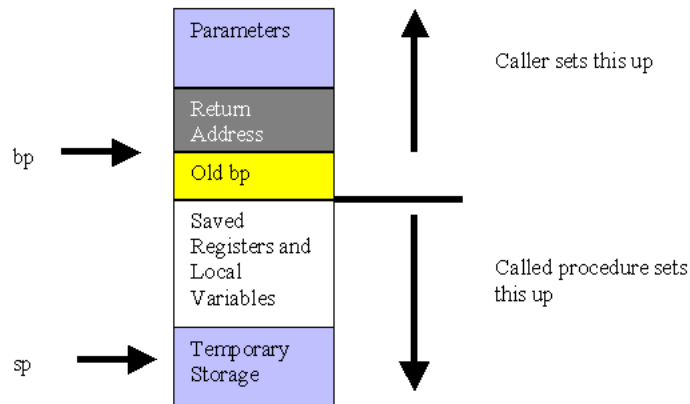 Parameters
Caller sets this up
Return
Address
bp
Old bp
Saved
Registers and
Local
Variables
Called procedure sets
this up
sp
Temporary
Storage